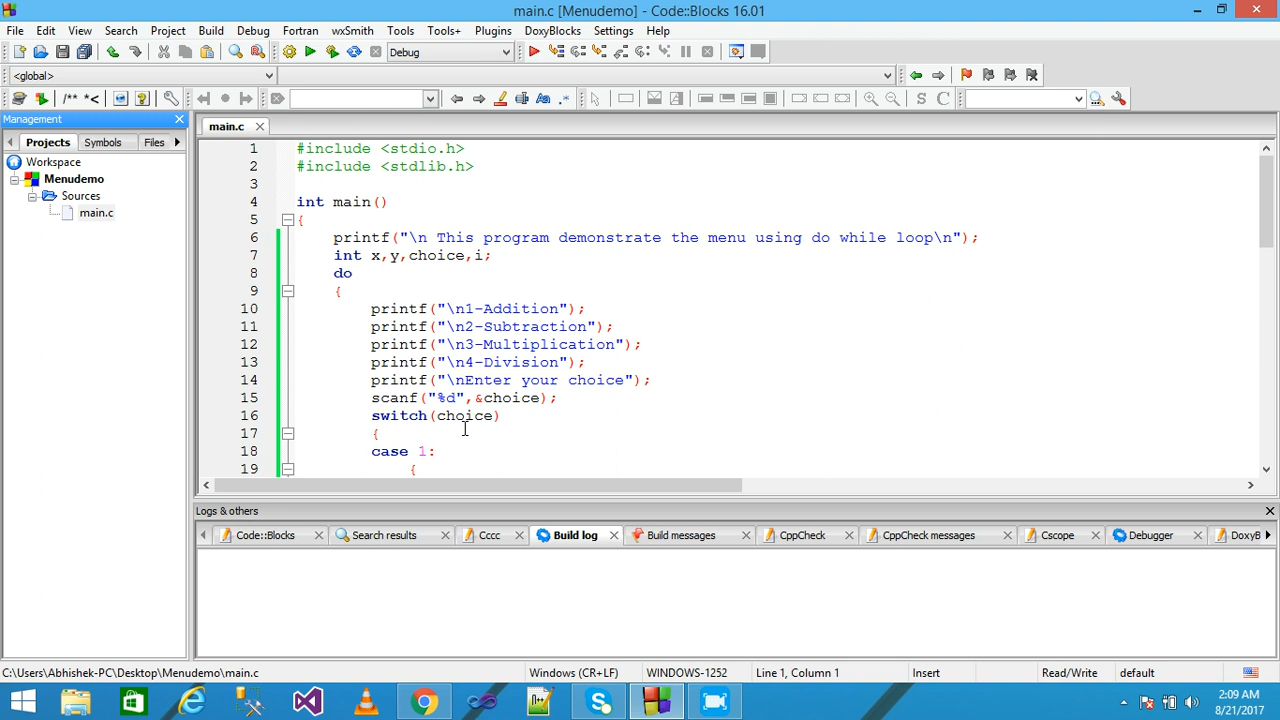 main.c [Menudemo] - Code::Blocks 16.01
File Edit View Search Project Build Debug Fortran wxSmith Tools Tools+ Plugins DoxyBlocks Settings Help
Debug
<global>
/** *<
S C
Management
main.c
Projects Symbols Files
Workspace
Menudemo
Sources
main.c
1 #include <stdio.h>
2 #include <stdlib.h>
3
4 int main()
5 {
6 printf("\n This program demonstrate the menu using do while loop\n");
7 int x,y,choice,i;
8 do
9 {
10 printf("\n1-Addition");
11 printf("\n2-Subtraction");
12 printf("\n3-Multiplication");
13 printf("\n4-Division");
14 printf("\nEnter your choice");
15 scanf("%d",&choice);
16 switch(choice)
17 {
18 case 1:
19 {
Logs & others
Code::Blocks Search results Cccc Build log Build messages CppCheck CppCheck messages Cscope Debugger DoxyB
C:\Users\Abhishek-PC\Desktop\Menudemo\main.c Windows (CR+LF) WINDOWS-1252 Line 1, Column 1 Insert Read/Write default
2:09 AM
8/21/2017